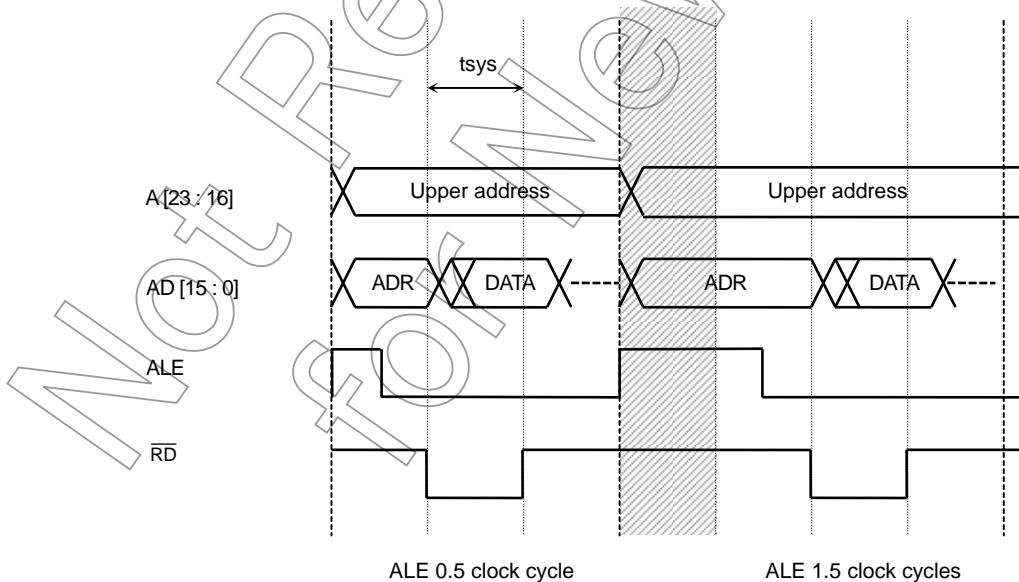 tsys
A [23 : 16]
Upper address
Upper address
AD [15 : 0]
ADR
DATA
ADR
DATA
ALE
RD
ALE 0.5 clock cycle
ALE 1.5 clock cycles
Not Re
for New